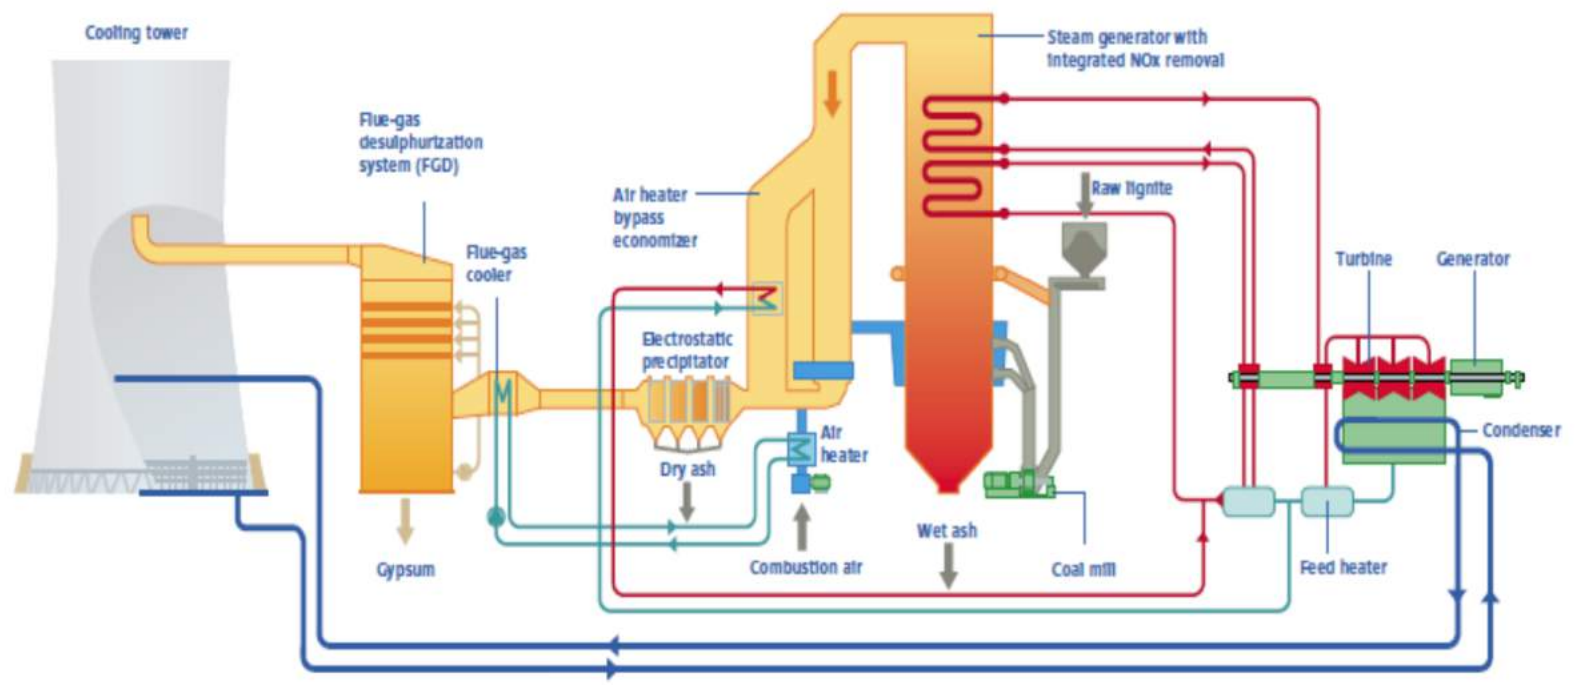 Cooling tower
Flue-gas
desulphurization
system (FGD)
Flue-gas
cooler
Air heater
bypass
economizer
Electrostatic
precipitator
Dry ash
Gypsum
Air
heater
Combustion air
Steam generator with
integrated NOx removal
Raw lignite
Wet ash
Coal mill
Turbine
Generator
Condenser
Feed heater